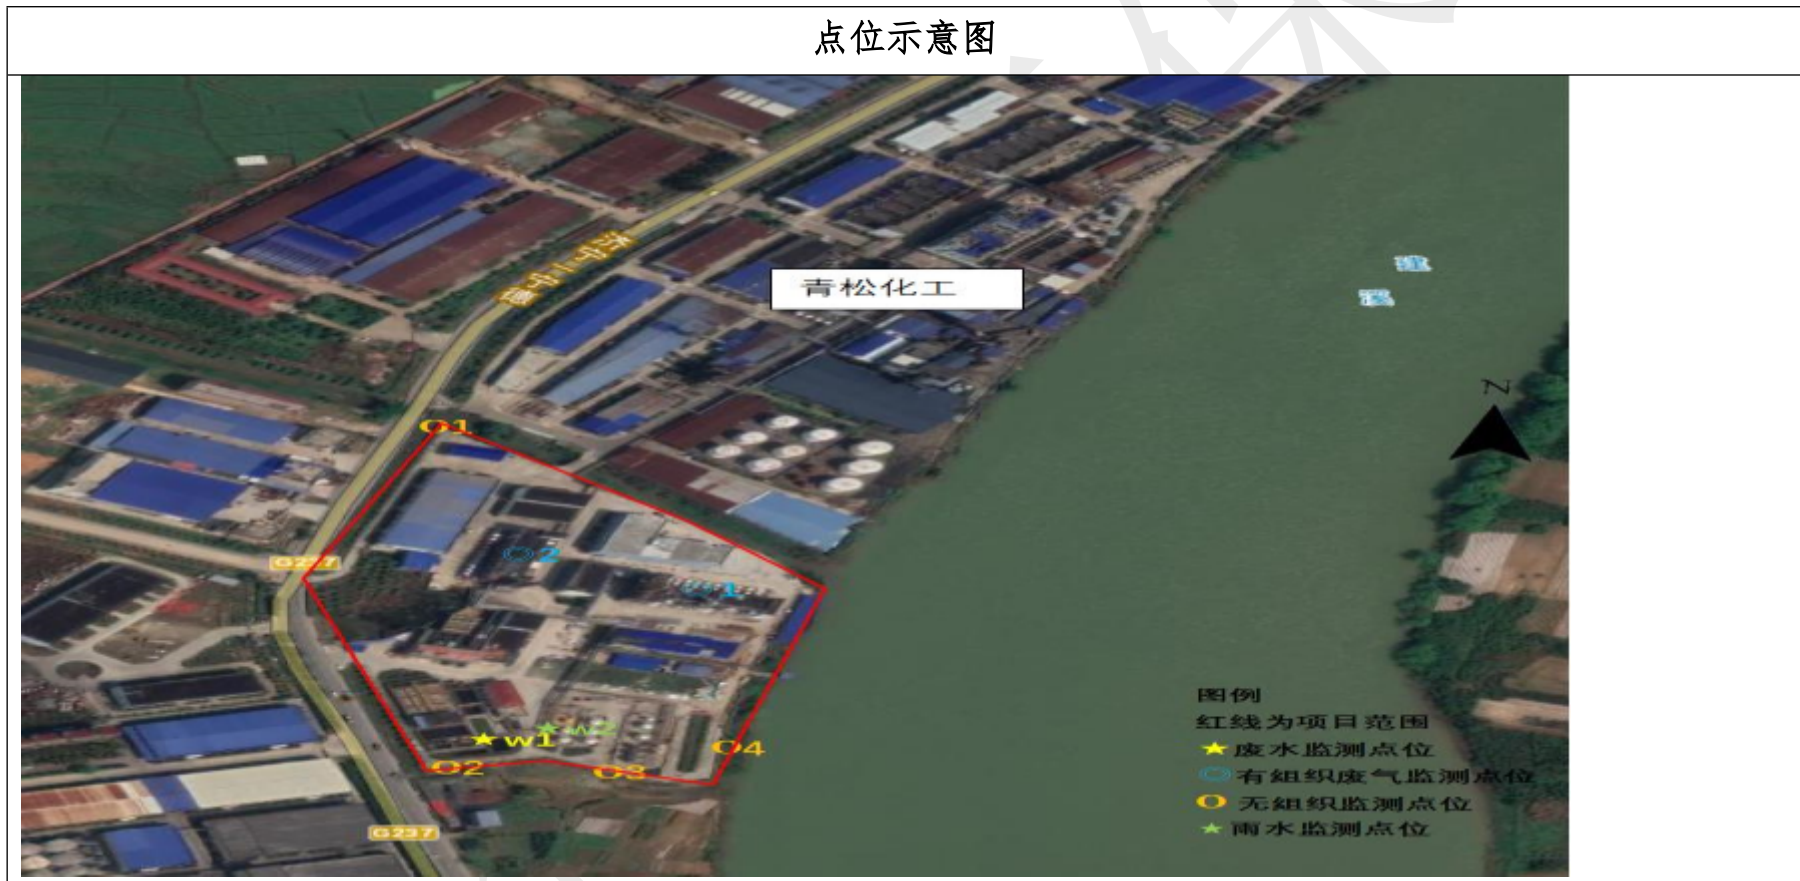 点位示意图
青松化工
建
溪
N
O1
G237
◎2
◎1
★w1
★w2
O2
O3
O4
G237
图例
红线为项目范围
★废水监测点位
◎有组织废气监测点位
O 无组织监测点位
★雨水监测点位